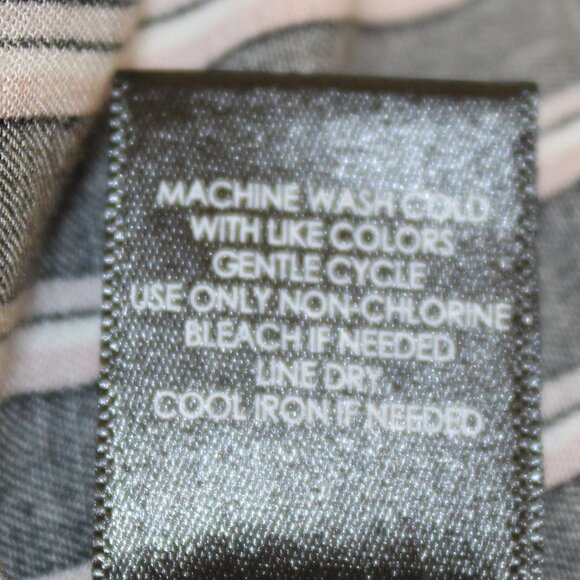 MACHINE WASH COLD
WITH LIKE COLORS
GENTLE CYCLE
USE ONLY NON-CHLORINE
BLEACH IF NEEDED
LINE DRY
COOL IRON IF NEEDED